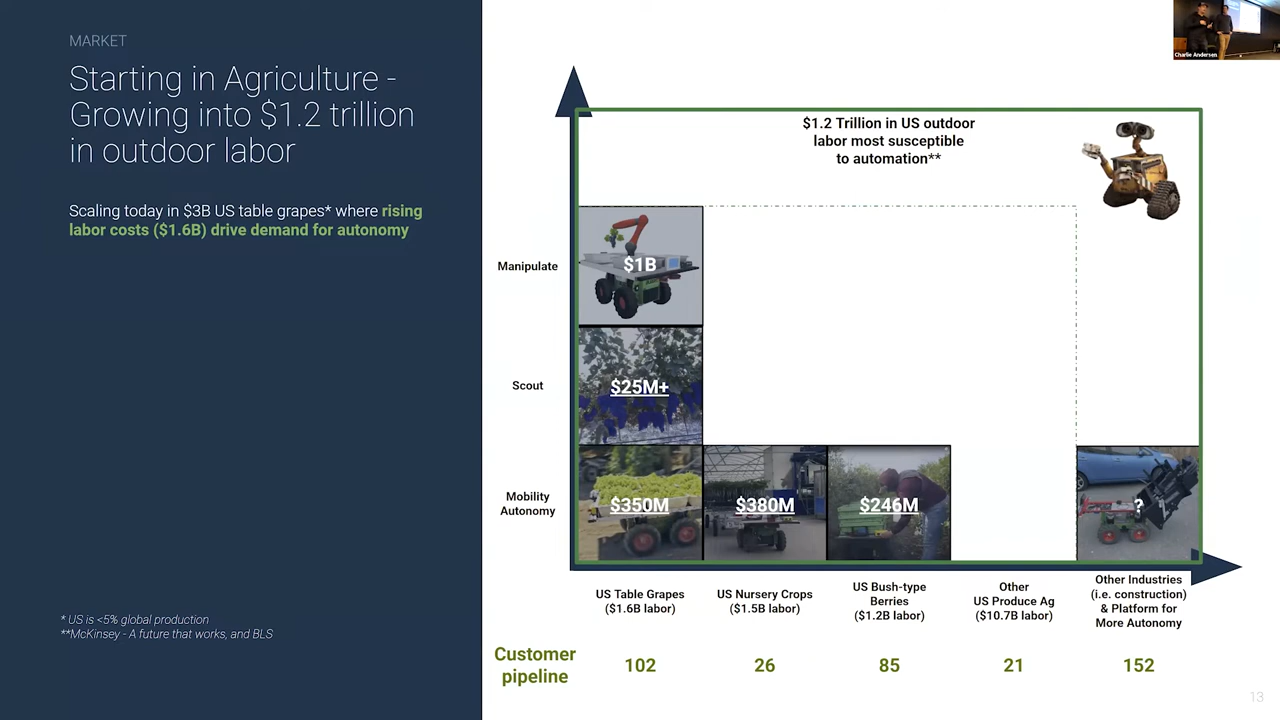 MARKET
Starting in Agriculture -
Growing into $1.2 trillion
in outdoor labor
Scaling today in $3B US table grapes* where rising
labor costs ($1.6B) drive demand for autonomy
* US is <5% global production
**McKinsey - A future that works, and BLS
Charlie Andersen
$1.2 Trillion in US outdoor
labor most susceptible
to automation**
Manipulate
$1B
Scout
$25M+
Mobility
Autonomy
$350M
$380M
$246M
?
US Table Grapes
($1.6B labor)
US Nursery Crops
($1.5B labor)
US Bush-type
Berries
($1.2B labor)
Other
US Produce Ag
($10.7B labor)
Other Industries
(i.e. construction)
& Platform for
More Autonomy
Customer
pipeline
102
26
85
21
152
13